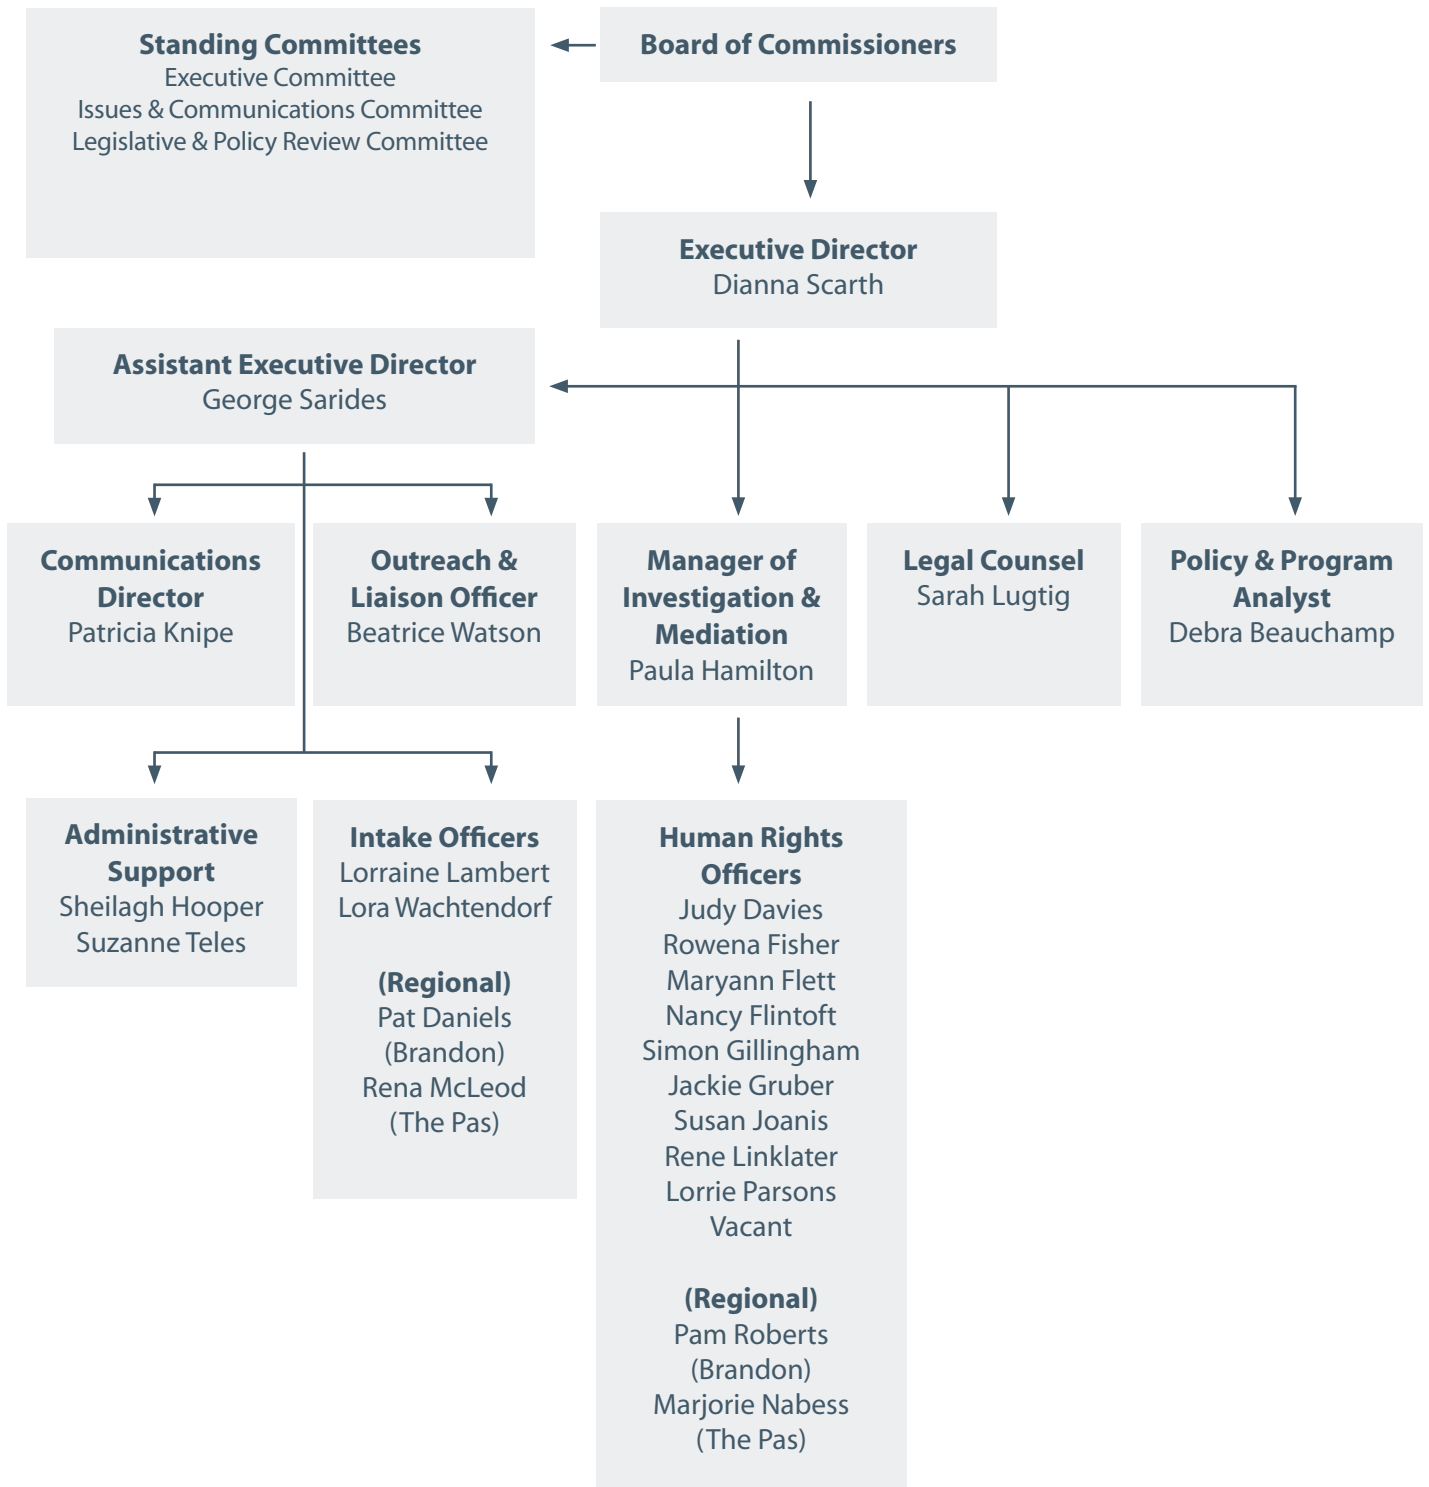 Standing Committees
Executive Committee
Issues & Communications Committee
Legislative & Policy Review Committee
Board of Commissioners
Executive Director
Dianna Scarth
Assistant Executive Director
George Sarides
Communications
Director
Patricia Knipe
Outreach &
Liaison Officer
Beatrice Watson
Manager of
Investigation &
Mediation
Paula Hamilton
Legal Counsel
Sarah Lugtig
Policy & Program
Analyst
Debra Beauchamp
Administrative
Support
Sheilagh Hooper
Suzanne Teles
Intake Officers
Lorraine Lambert
Lora Wachtendorf
(Regional)
Pat Daniels
(Brandon)
Rena McLeod
(The Pas)
Human Rights
Officers
Judy Davies
Rowena Fisher
Maryann Flett
Nancy Flintoft
Simon Gillingham
Jackie Gruber
Susan Joanis
Rene Linklater
Lorrie Parsons
Vacant
(Regional)
Pam Roberts
(Brandon)
Marjorie Nabess
(The Pas)